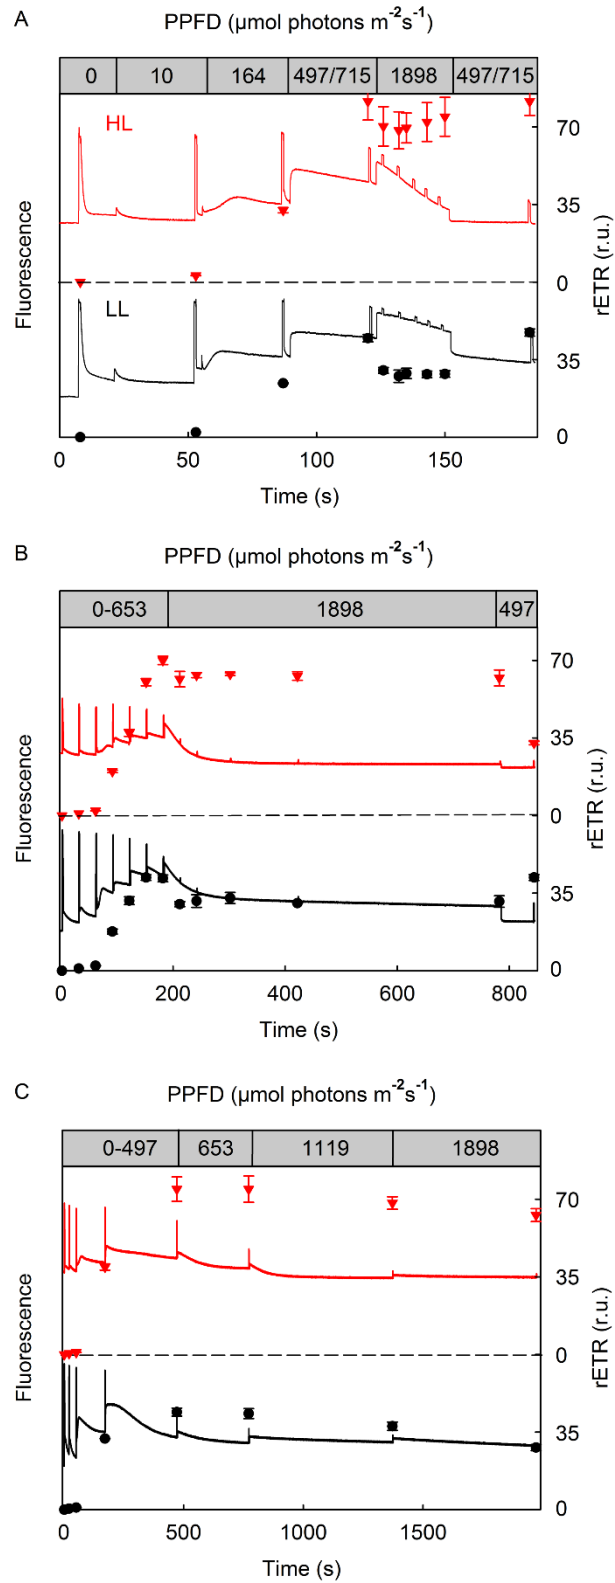 A
PPFD (µmol photons m⁻²s⁻¹)
0 10 164 497/715 1898 497/715
HL
LL
Fluorescence
rETR (r.u.)
70
35
0
35
0
0 50 100 150
Time (s)
B
PPFD (µmol photons m⁻²s⁻¹)
0-653 1898 497
Fluorescence
rETR (r.u.)
70
35
0
35
0
0 200 400 600 800
Time (s)
C
PPFD (µmol photons m⁻²s⁻¹)
0-497 653 1119 1898
Fluorescence
rETR (r.u.)
70
35
0
35
0
0 500 1000 1500
Time (s)